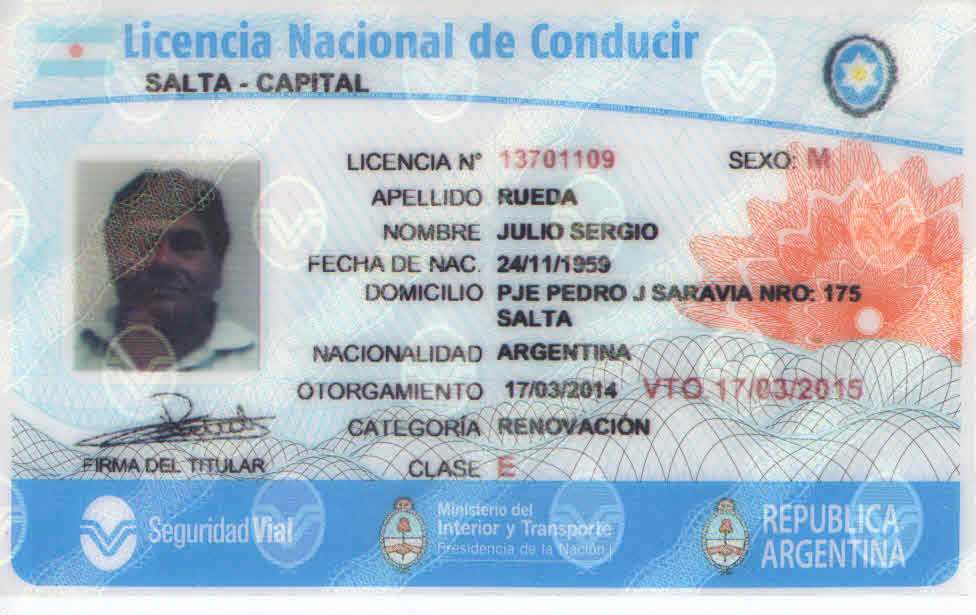 Licencia Nacional de Conducir
SALTA - CAPITAL
LICENCIA N° 13701109 SEXO: M
APELLIDO RUEDA
NOMBRE JULIO SERGIO
FECHA DE NAC. 24/11/1959
DOMICILIO PJE PEDRO J SARAVIA NRO: 175
SALTA
NACIONALIDAD ARGENTINA
OTORGAMIENTO 17/03/2014 VTO 17/03/2015
CATEGORÍA RENOVACIÓN
FIRMA DEL TITULAR
CLASE E
Seguridad Vial
Ministerio del
Interior y Transporte
Presidencia de la Nación
REPUBLICA
ARGENTINA